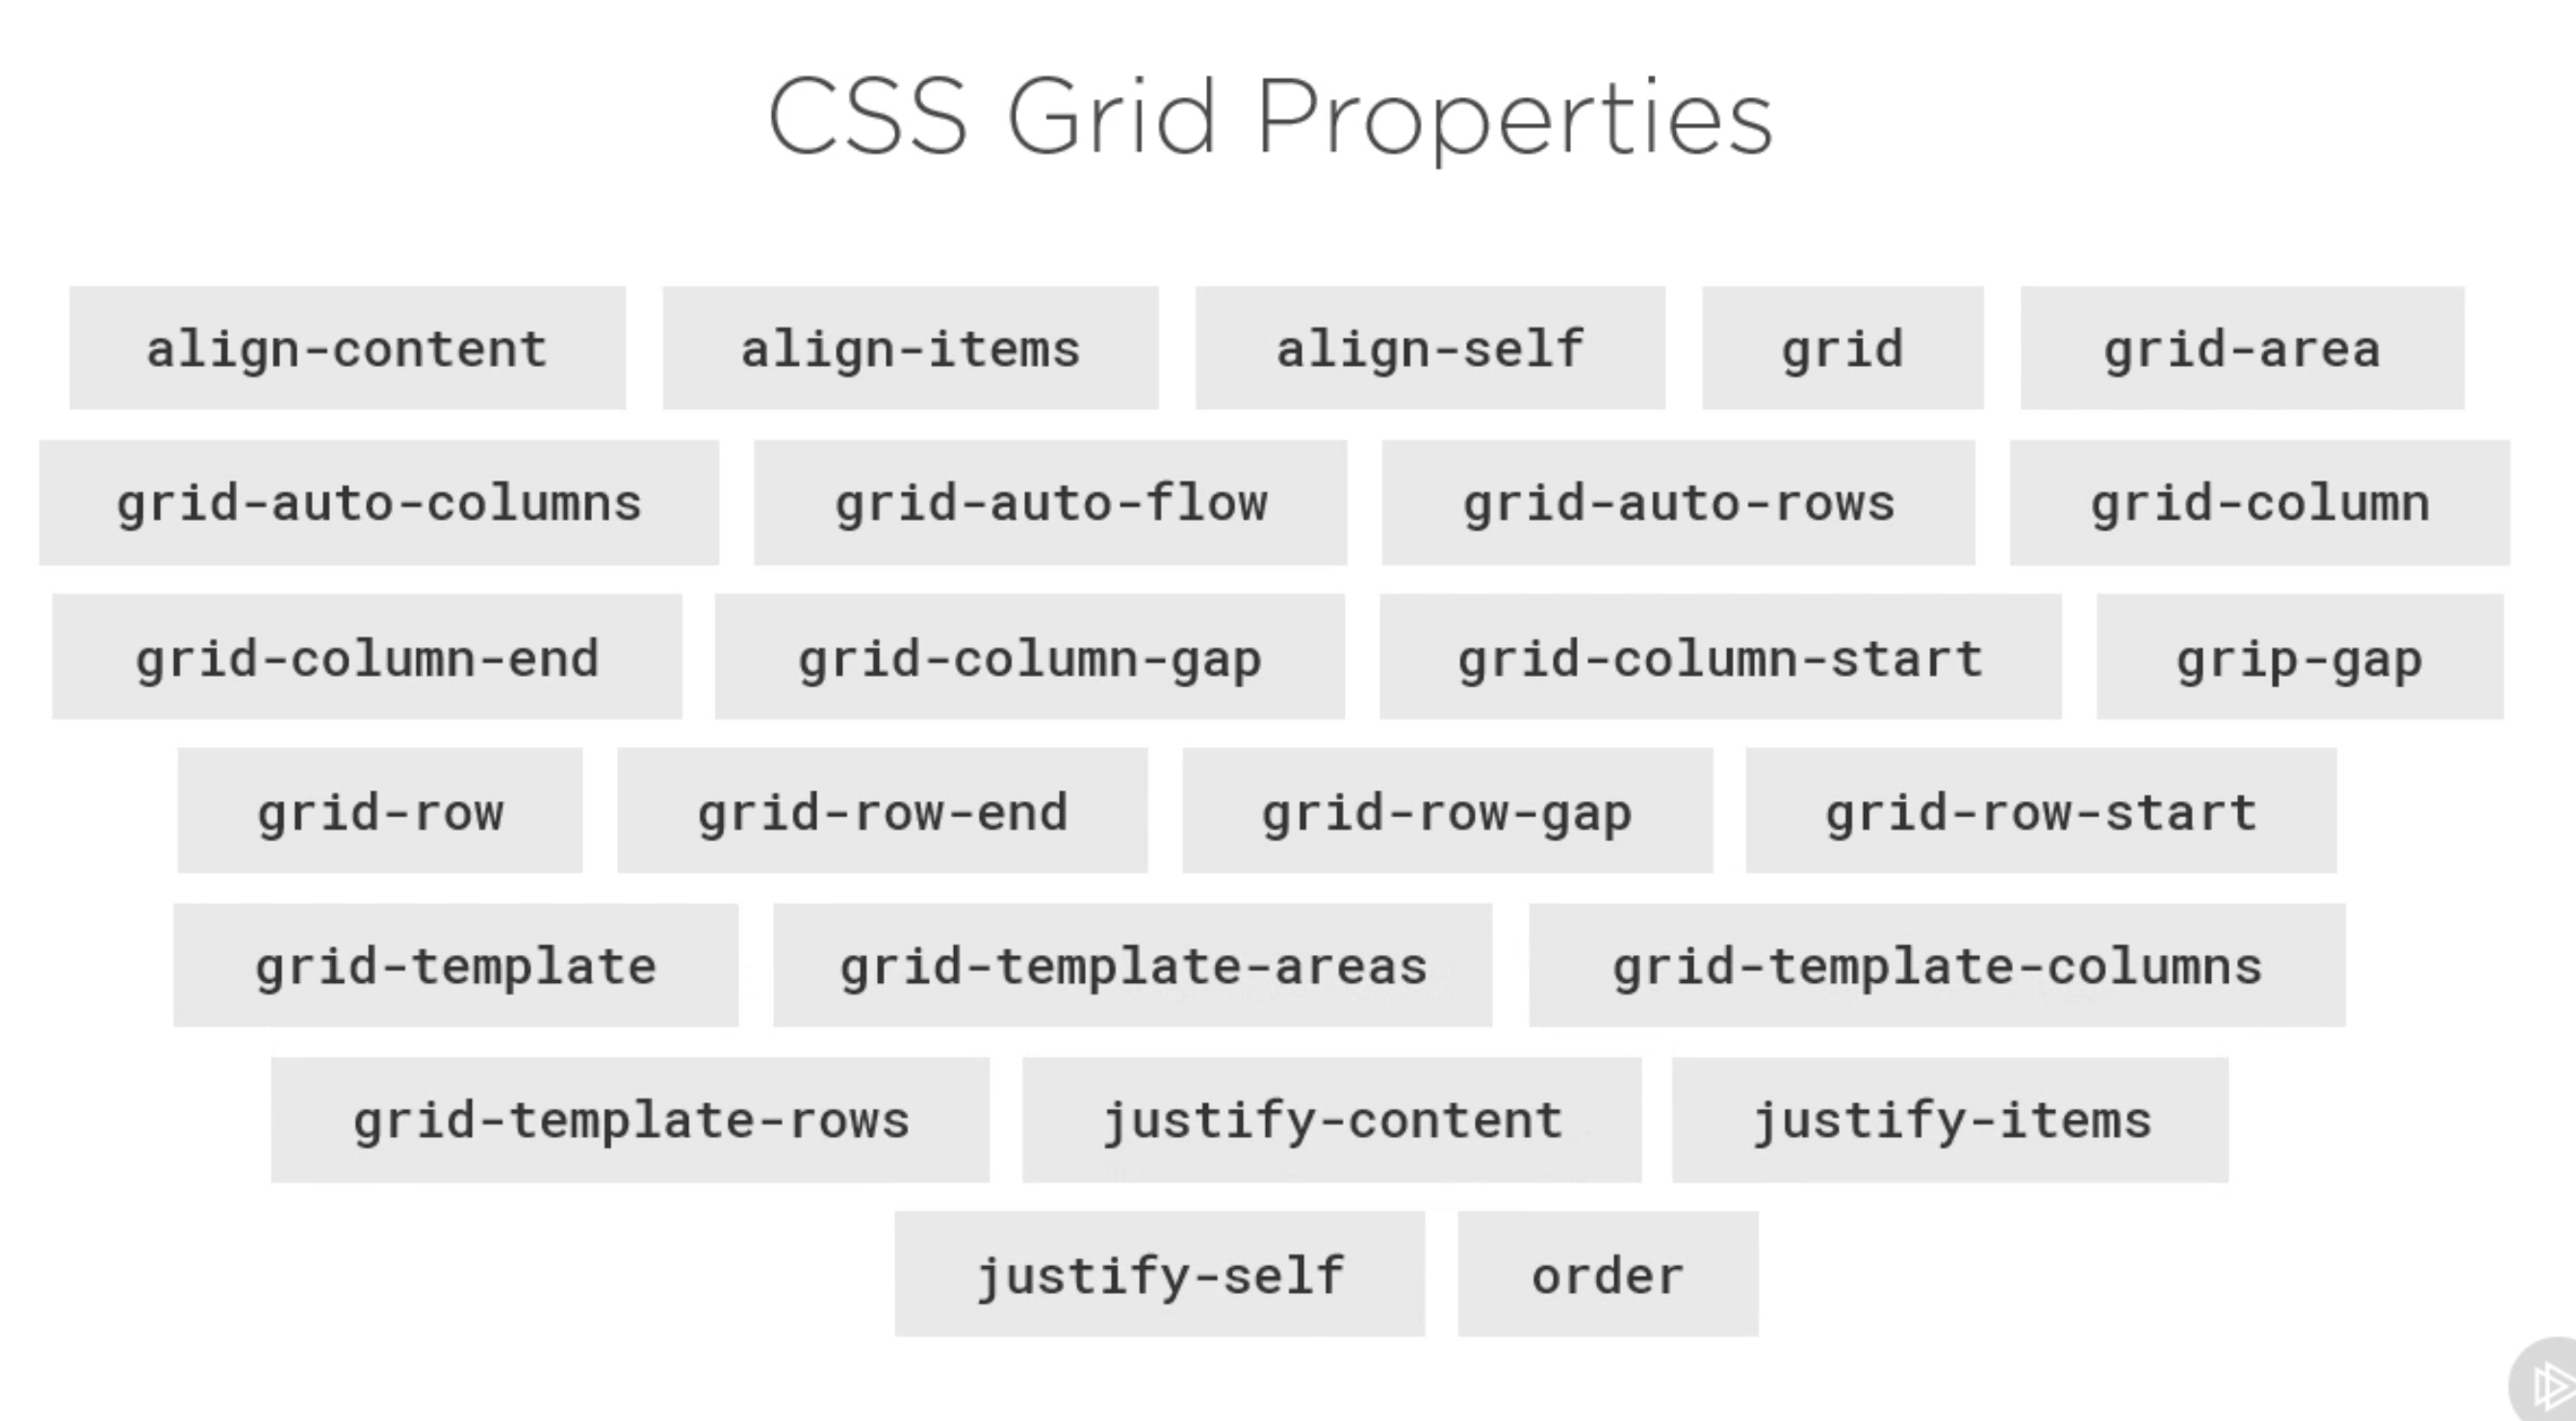 CSS Grid Properties
align-content align-items align-self grid grid-area
grid-auto-columns grid-auto-flow grid-auto-rows grid-column
grid-column-end grid-column-gap grid-column-start grip-gap
grid-row grid-row-end grid-row-gap grid-row-start
grid-template grid-template-areas grid-template-columns
grid-template-rows justify-content justify-items
justify-self order